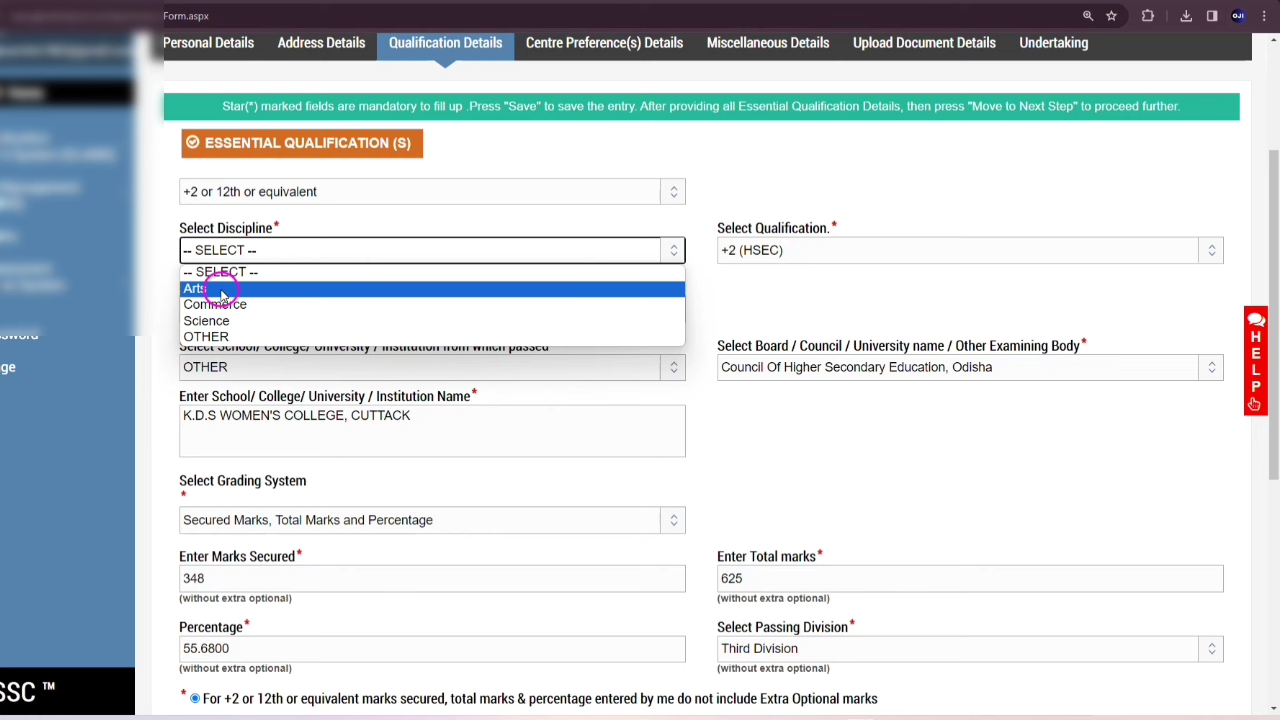 Form.aspx
OJI
Personal Details
Address Details
Qualification Details
Centre Preference(s) Details
Miscellaneous Details
Upload Document Details
Undertaking
Star(*) marked fields are mandatory to fill up .Press "Save" to save the entry. After providing all Essential Qualification Details, then press "Move to Next Step" to proceed further.
ESSENTIAL QUALIFICATION (S)
+2 or 12th or equivalent
Select Discipline*
Select Qualification.*
-- SELECT --
+2 (HSEC)
-- SELECT --
Arts
Commerce
Science
OTHER
Select School/ College/ University / Institution from which passed
Select Board / Council / University name / Other Examining Body*
OTHER
Council Of Higher Secondary Education, Odisha
Enter School/ College/ University / Institution Name*
K.D.S WOMEN'S COLLEGE, CUTTACK
Select Grading System
*
Secured Marks, Total Marks and Percentage
Enter Marks Secured*
Enter Total marks*
348
625
(without extra optional)
(without extra optional)
Percentage*
Select Passing Division*
55.6800
Third Division
(without extra optional)
(without extra optional)
* For +2 or 12th or equivalent marks secured, total marks & percentage entered by me do not include Extra Optional marks
HELP
ge
SSC ™